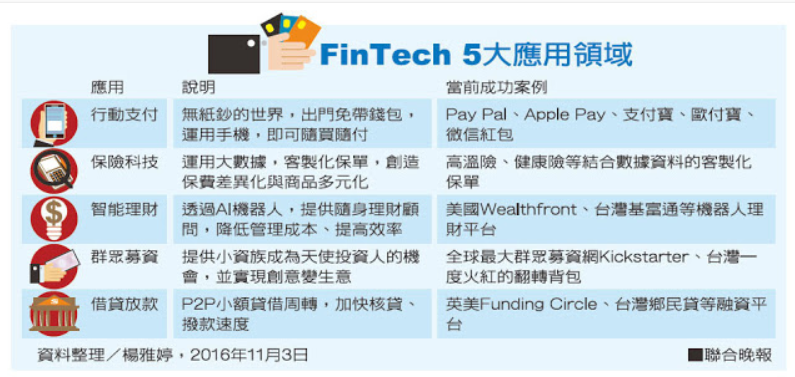 FinTech 5大應用領域
應用 說明 當前成功案例
行動支付 無紙鈔的世界，出門免帶錢包， Pay Pal、Apple Pay、支付寶、歐付寶、
運用手機，即可隨買隨付 微信紅包
保險科技 運用大數據，客製化保單，創造 高溫險、健康險等結合數據資料的客製化
保費差異化與商品多元化 保單
智能理財 透過AI機器人，提供隨身理財顧 美國Wealthfront、台灣基富通等機器人理
問，降低管理成本、提高效率 財平台
群眾募資 提供小資族成為天使投資人的機 全球最大群眾募資網Kickstarter、台灣一
會，並實現創意變生意 度火紅的翻轉背包
借貸放款 P2P小額貸借周轉，加快核貸、 英美Funding Circle、台灣鄉民貸等融資平
撥款速度 台
資料整理／楊雅婷，2016年11月3日 ■聯合晚報